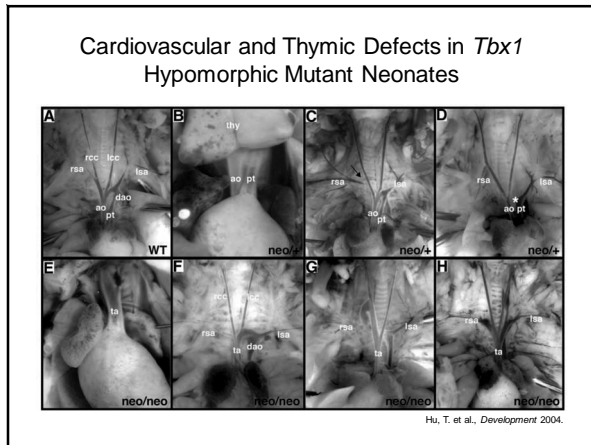 Cardiovascular and Thymic Defects in Tbx1
Hypomorphic Mutant Neonates
A
rcc lcc
rsa
lsa
dao
ao
pt
WT
B
thy
ao pt
neo/+
C
rsa
lsa
ao
pt
neo/+
D
rsa
lsa
*
ao pt
neo/+
E
ta
neo/neo
F
rcc
lcc
rsa
lsa
ta dao
neo/neo
G
rsa
lsa
ta
neo/neo
H
rsa
lsa
ta
neo/neo
Hu, T. et al., Development 2004.